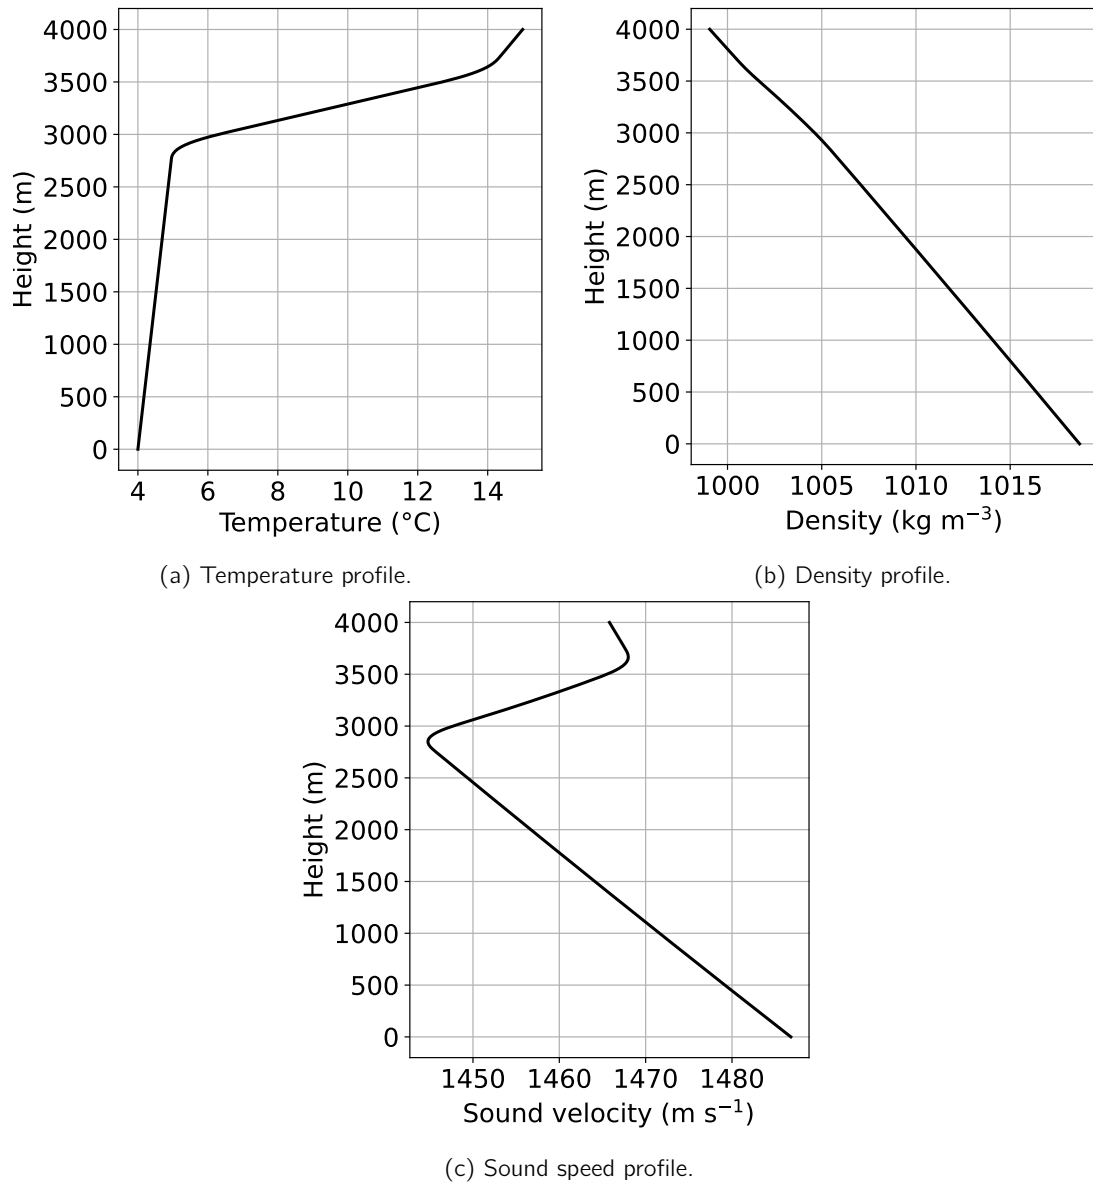 4000
3500
3000
2500
2000
1500
1000
500
0
Height (m)
4 6 8 10 12 14
Temperature (°C)
(a) Temperature profile.
4000
3500
3000
2500
2000
1500
1000
500
0
Height (m)
1000 1005 1010 1015
Density (kg m⁻³)
(b) Density profile.
4000
3500
3000
2500
2000
1500
1000
500
0
Height (m)
1450 1460 1470 1480
Sound velocity (m s⁻¹)
(c) Sound speed profile.